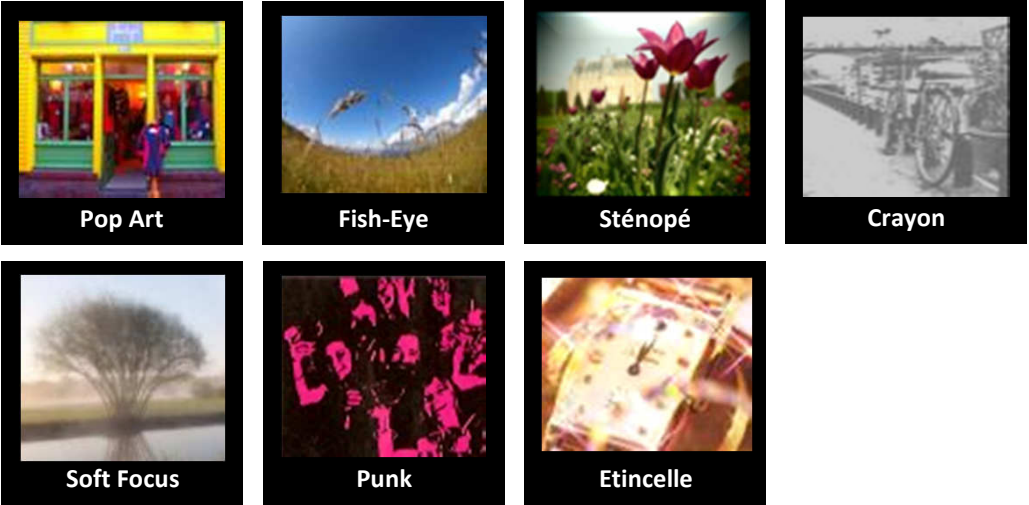 Pop Art
Fish-Eye
Sténopé
Crayon
Soft Focus
Punk
Etincelle